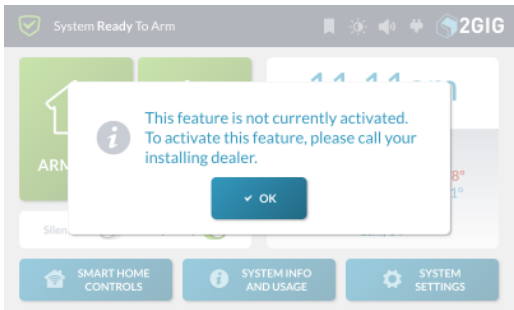 System Ready To Arm
2GIG
This feature is not currently activated.
To activate this feature, please call your
installing dealer.
OK
SMART HOME
CONTROLS
SYSTEM INFO
AND USAGE
SYSTEM
SETTINGS